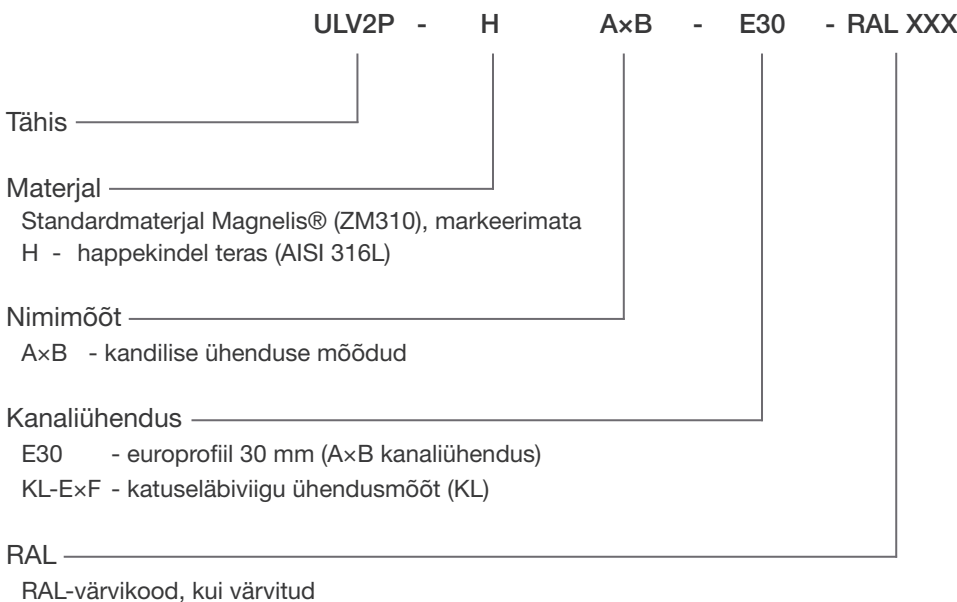 ULV2P - H A×B - E30 - RAL XXX
Tähis
Materjal
Standardmaterjal Magnelis® (ZM310), markeerimata
H - happekindel teras (AISI 316L)
Nimimõõt
A×B - kandilise ühenduse mõõdud
Kanaliühendus
E30 - europrofiil 30 mm (A×B kanaliühendus)
KL-E×F - katuseläbiviigu ühendusmõõt (KL)
RAL
RAL-värvikood, kui värvitud